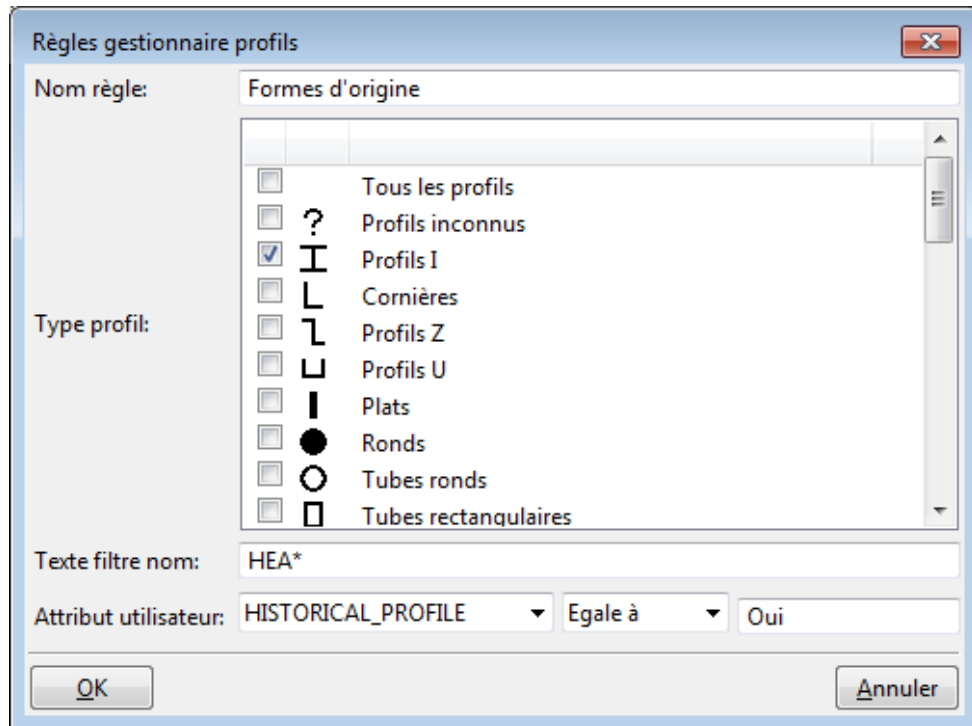 Règles gestionnaire profils
Nom règle: Formes d'origine
Type profil:
Tous les profils
? Profils inconnus
Profils I
Cornières
Profils Z
Profils U
Plats
Ronds
Tubes ronds
Tubes rectangulaires
Texte filtre nom: HEA*
Attribut utilisateur: HISTORICAL_PROFILE Egale à Oui
OK Annuler